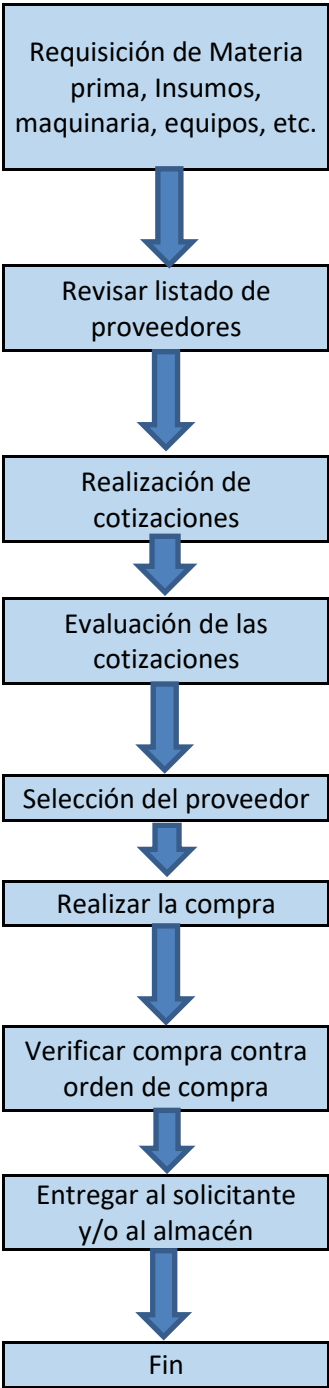 Requisición de Materia
prima, Insumos,
maquinaria, equipos, etc.
Revisar listado de
proveedores
Realización de
cotizaciones
Evaluación de las
cotizaciones
Selección del proveedor
Realizar la compra
Verificar compra contra
orden de compra
Entregar al solicitante
y/o al almacén
Fin